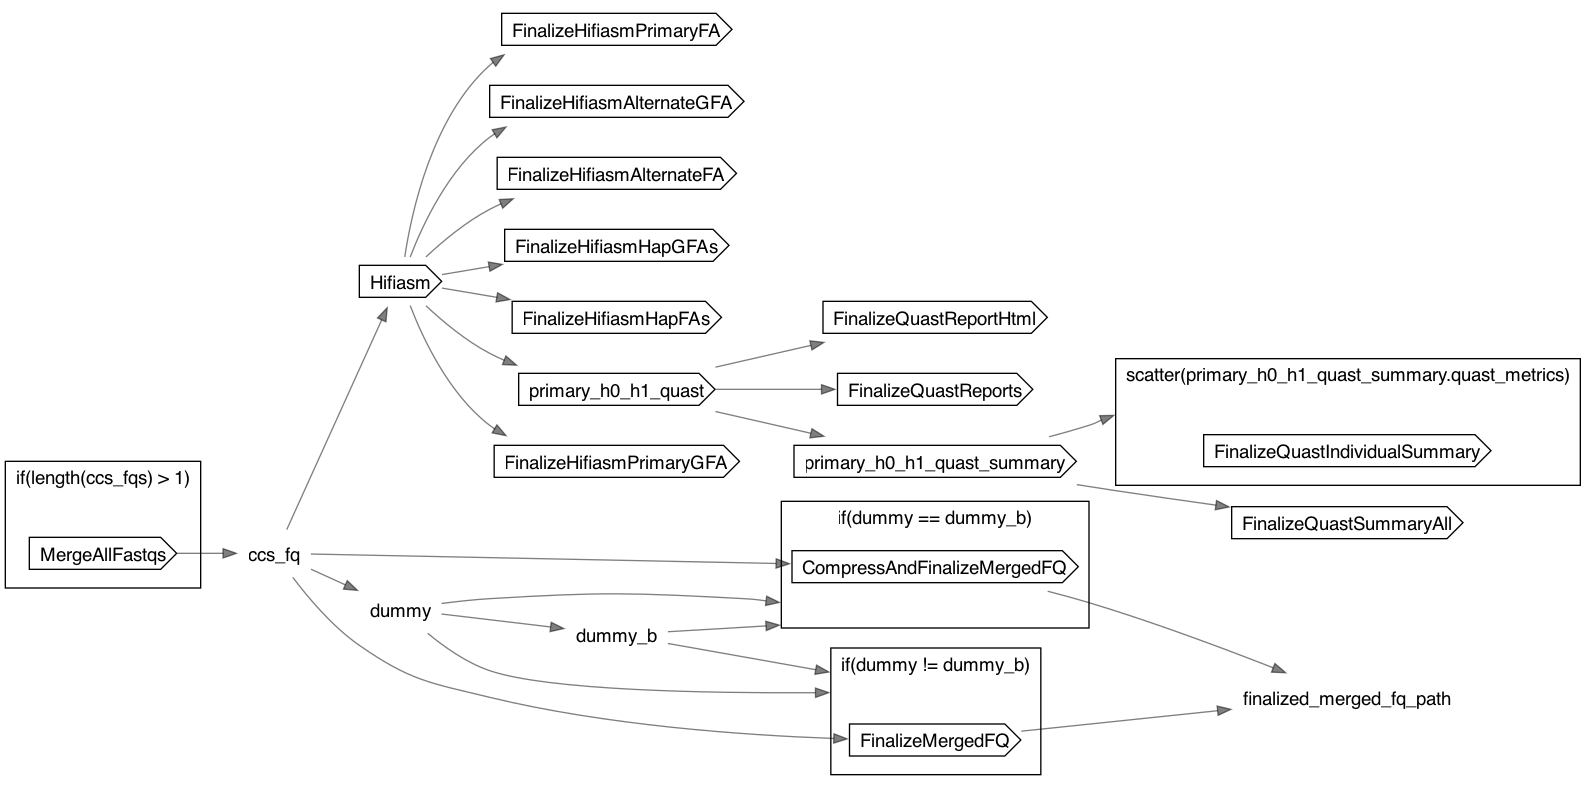 FinalizeHifiasmPrimaryFA
FinalizeHifiasmAlternateGFA
FinalizeHifiasmAlternateFA
FinalizeHifiasmHapGFAs
Hifiasm
FinalizeHifiasmHapFAs
FinalizeQuastReportHtml
primary_h0_h1_quast
FinalizeQuastReports
scatter(primary_h0_h1_quast_summary.quast_metrics)
FinalizeQuastIndividualSummary
FinalizeHifiasmPrimaryGFA
primary_h0_h1_quast_summary
if(length(ccs_fqs) > 1)
MergeAllFastqs
ccs_fq
if(dummy == dummy_b)
CompressAndFinalizeMergedFQ
FinalizeQuastSummaryAll
dummy
dummy_b
if(dummy != dummy_b)
FinalizeMergedFQ
finalized_merged_fq_path